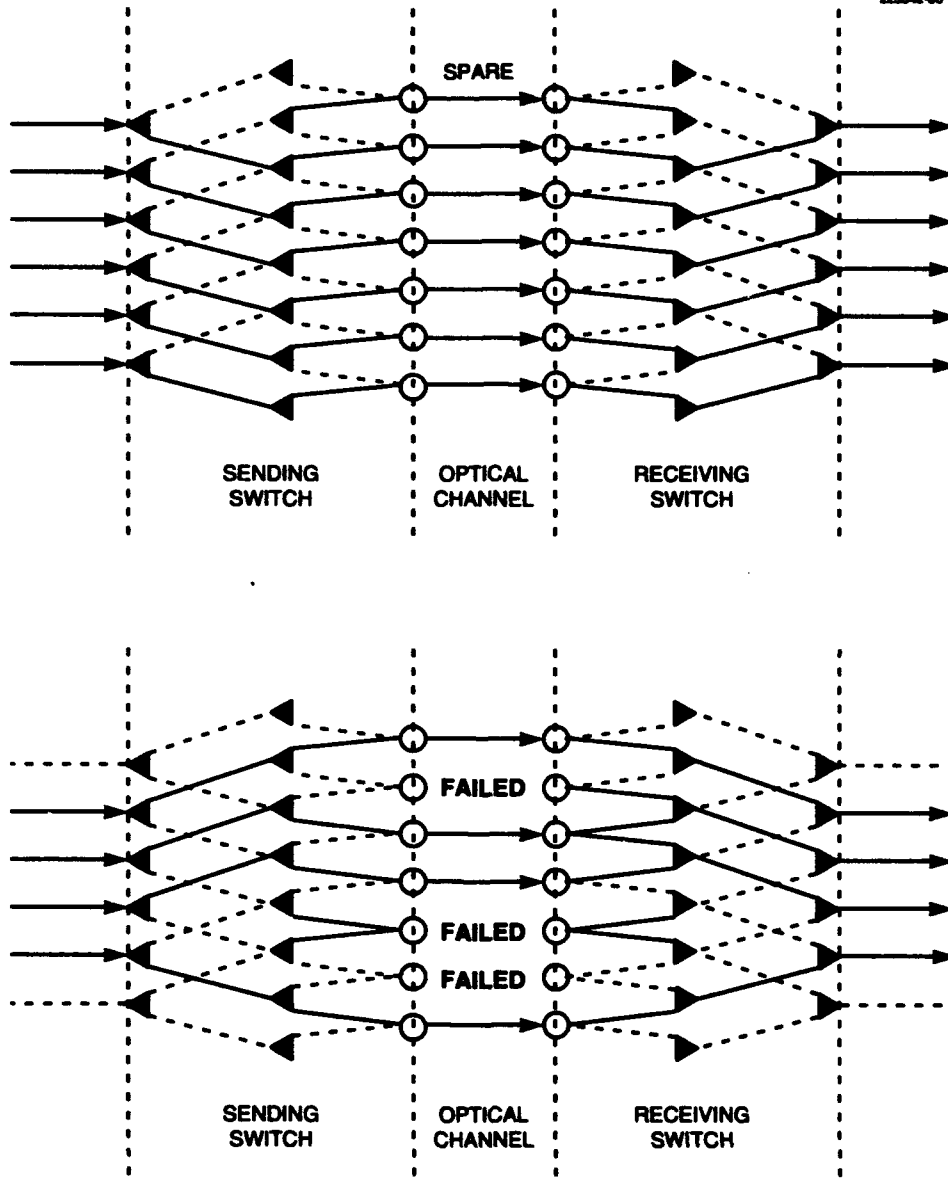 SPARE
SENDING
SWITCH
OPTICAL
CHANNEL
RECEIVING
SWITCH
FAILED
FAILED
FAILED
SENDING
SWITCH
OPTICAL
CHANNEL
RECEIVING
SWITCH